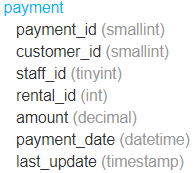 payment
payment_id (smallint)
customer_id (smallint)
staff_id (tinyint)
rental_id (int)
amount (decimal)
payment_date (datetime)
last_update (timestamp)